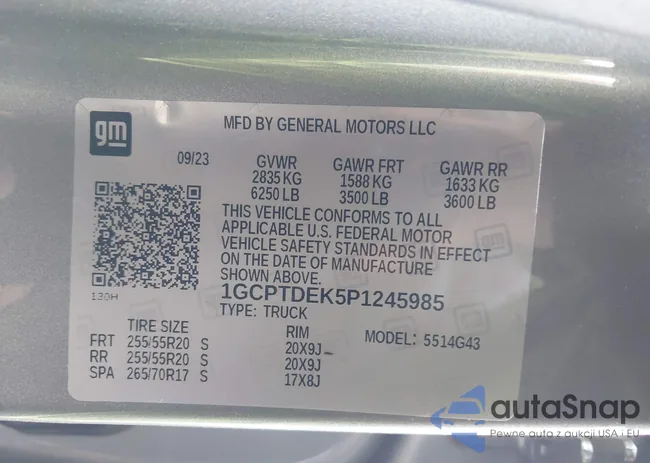 gm
MFD BY GENERAL MOTORS LLC
09/23
GVWR GAWR FRT GAWR RR
2835 KG 1588 KG 1633 KG
6250 LB 3500 LB 3600 LB
THIS VEHICLE CONFORMS TO ALL
APPLICABLE U.S. FEDERAL MOTOR
VEHICLE SAFETY STANDARDS IN EFFECT
ON THE DATE OF MANUFACTURE
SHOWN ABOVE.
130H
1GCPTDEK5P1245985
TYPE: TRUCK
TIRE SIZE RIM MODEL: 5514G43
FRT 255/55R20 S 20X9J
RR 255/55R20 S 20X9J
SPA 265/70R17 S 17X8J
autaSnap
Pewne auta z aukcji USA i EU